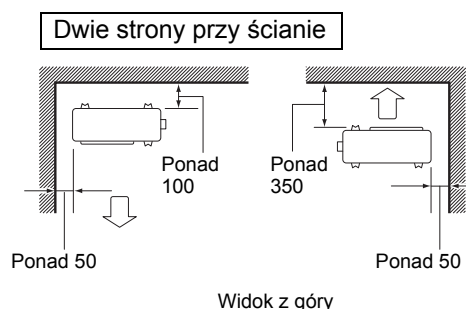 Dwie strony przy ścianie
Ponad
100
Ponad
350
Ponad 50
Ponad 50
Widok z góry